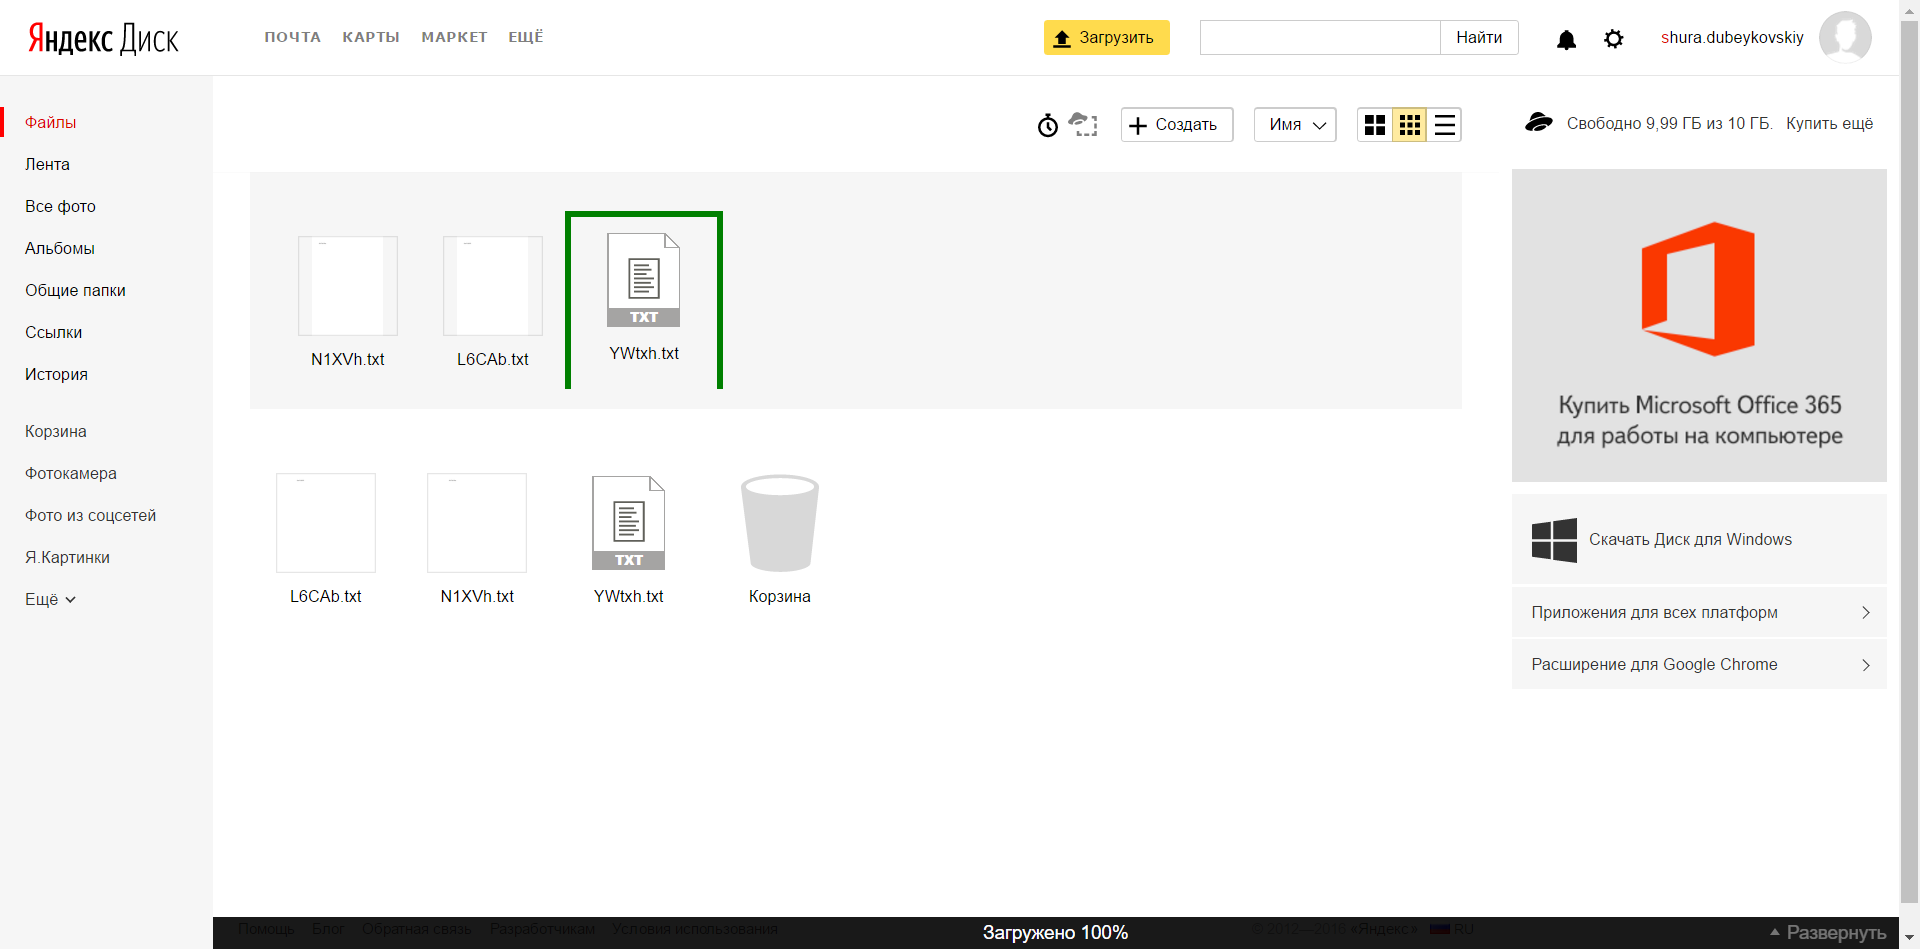 Яндекс Диск
ПОЧТА КАРТЫ МАРКЕТ ЕЩЁ
Загрузить
Найти
shura.dubeykovskiy
Файлы
Лента
Все фото
Альбомы
Общие папки
Ссылки
История
Корзина
Фотокамера
Фото из соцсетей
Я.Картинки
Ещё
Создать
Имя
Свободно 9,99 ГБ из 10 ГБ. Купить ещё
TXT
N1XVh.txt L6CAb.txt YWtxh.txt
TXT
L6CAb.txt N1XVh.txt YWtxh.txt Корзина
Купить Microsoft Office 365
для работы на компьютере
Скачать Диск для Windows
Приложения для всех платформ
Расширение для Google Chrome
Помощь Блог Обратная связь Разработчикам Условия использования
Загружено 100%
© 2012—2016 «Яндекс» RU
Развернуть